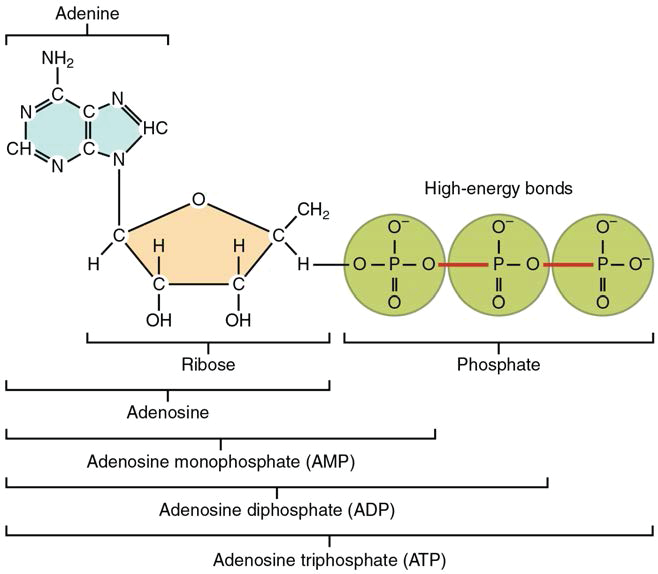 Adenine
NH₂
C
N
C
N
HC
CH
N
C
N
O
CH₂
High-energy bonds
C
H
H
C
O⁻
O⁻
O⁻
H
C
C
H
O–P–O
P–O
P–O⁻
OH
OH
O
O
O
Ribose
Phosphate
Adenosine
Adenosine monophosphate (AMP)
Adenosine diphosphate (ADP)
Adenosine triphosphate (ATP)